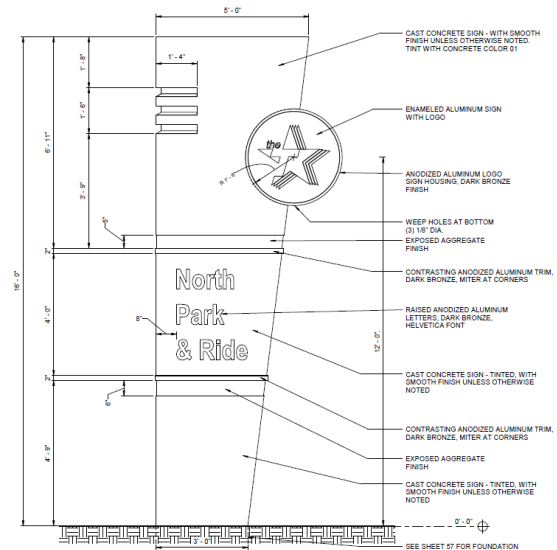 5' - 0"
CAST CONCRETE SIGN - WITH SMOOTH
FINISH UNLESS OTHERWISE NOTED.
TINT WITH CONCRETE COLOR 01
1' - 8"
1' - 4"
1' - 6"
ENAMELED ALUMINUM SIGN
WITH LOGO
6' - 11"
the
R 1' - 6"
ANODIZED ALUMINUM LOGO
SIGN HOUSING, DARK BRONZE
FINISH
3' - 9"
WEEP HOLES AT BOTTOM
(3) 1/8" DIA.
5"
EXPOSED AGGREGATE
FINISH
2"
CONTRASTING ANODIZED ALUMINUM TRIM,
DARK BRONZE, MITER AT CORNERS
16' - 0"
North
Park
& Ride
8"
RAISED ANODIZED ALUMINUM
LETTERS, DARK BRONZE,
HELVETICA FONT
4' - 0"
12' - 0"
CAST CONCRETE SIGN - TINTED, WITH
SMOOTH FINISH UNLESS OTHERWISE
NOTED
2"
6"
CONTRASTING ANODIZED ALUMINUM TRIM,
DARK BRONZE, MITER AT CORNERS
EXPOSED AGGREGATE
FINISH
4' - 9"
CAST CONCRETE SIGN - TINTED, WITH
SMOOTH FINISH UNLESS OTHERWISE
NOTED
0' - 0"
3' - 0"
SEE SHEET 57 FOR FOUNDATION